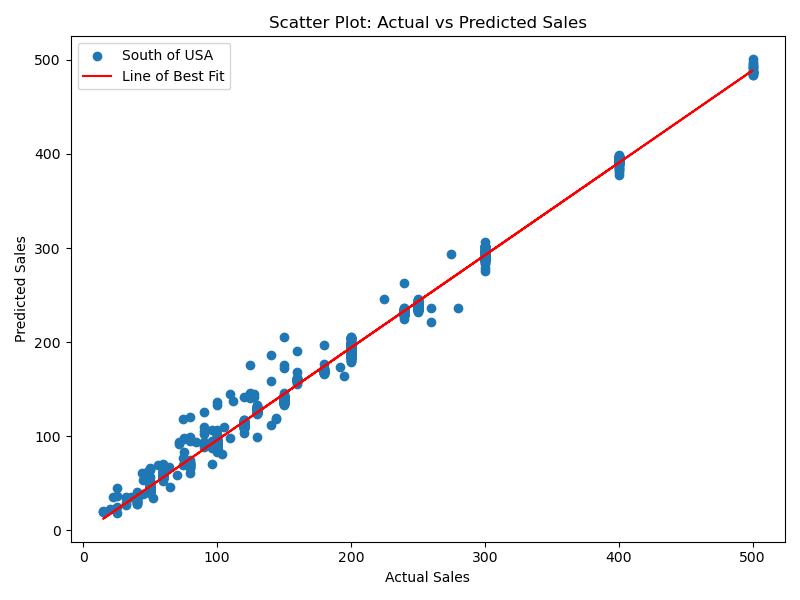 Scatter Plot: Actual vs Predicted Sales
South of USA
Line of Best Fit
Predicted Sales
500
400
300
200
100
0
0 100 200 300 400 500
Actual Sales